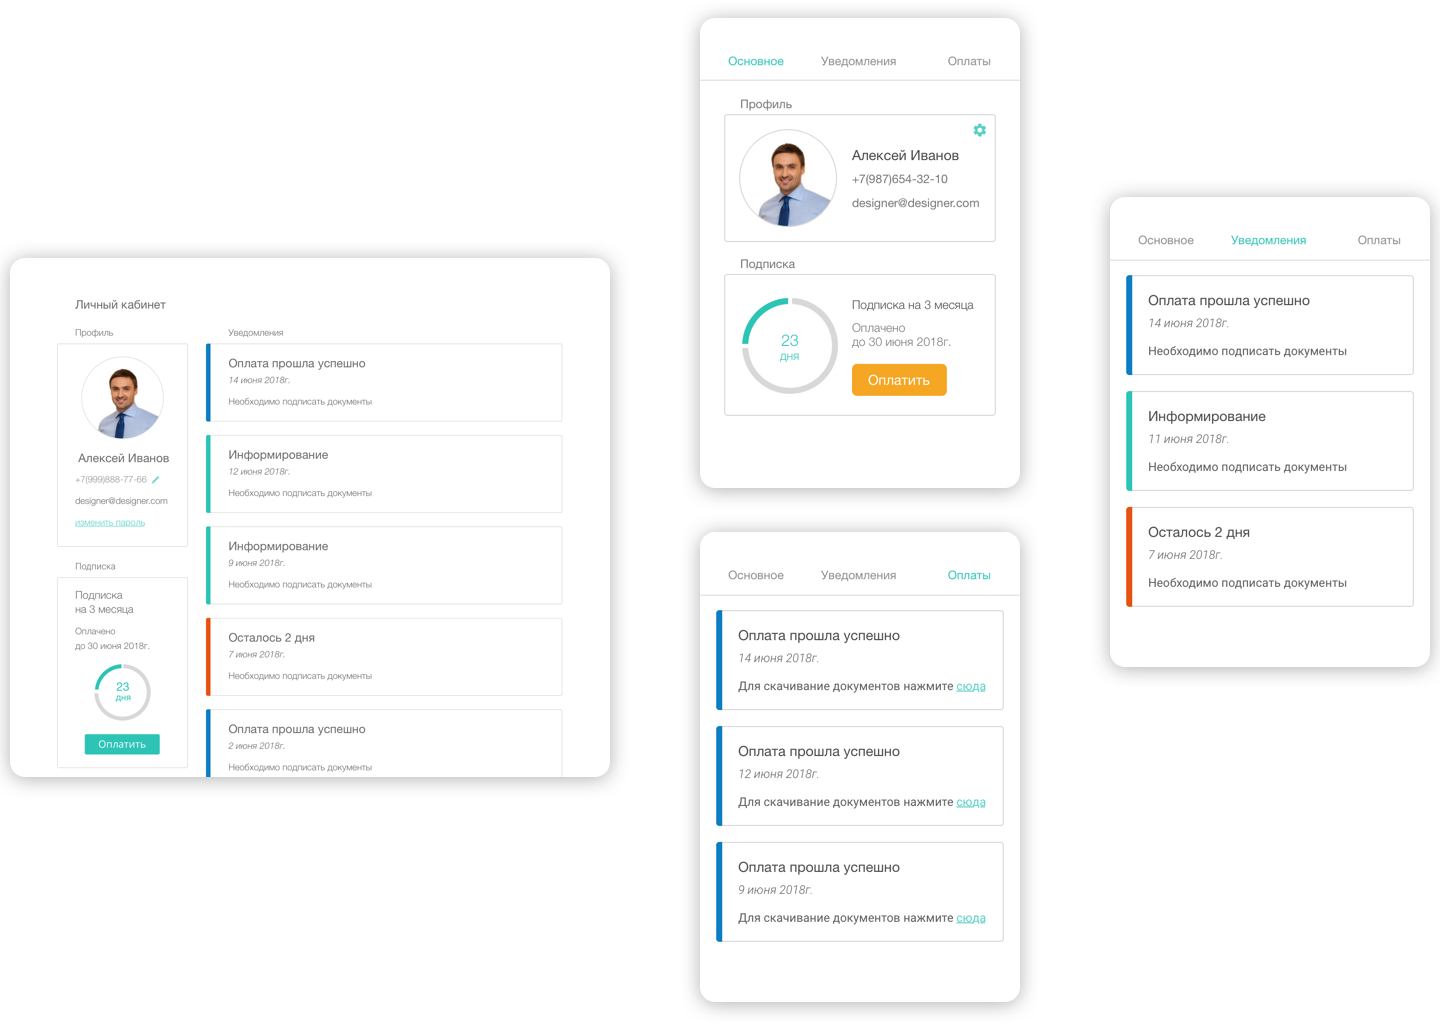 Личный кабинет
Профиль
Алексей Иванов
+7(999)888-77-66
designer@designer.com
изменить пароль
Подписка
Подписка
на 3 месяца
Оплачено
до 30 июня 2018г.
23
дня
Оплатить
Уведомления
Оплата прошла успешно
14 июня 2018г.
Необходимо подписать документы
Информирование
12 июня 2018г.
Необходимо подписать документы
Информирование
9 июня 2018г.
Необходимо подписать документы
Осталось 2 дня
7 июня 2018г.
Необходимо подписать документы
Оплата прошла успешно
2 июня 2018г.
Необходимо подписать документы
Основное Уведомления Оплаты
Профиль
Алексей Иванов
+7(987)654-32-10
designer@designer.com
Подписка
23
дня
Подписка на 3 месяца
Оплачено
до 30 июня 2018г.
Оплатить
Основное Уведомления Оплаты
Оплата прошла успешно
14 июня 2018г.
Для скачивание документов нажмите сюда
Оплата прошла успешно
12 июня 2018г.
Для скачивание документов нажмите сюда
Оплата прошла успешно
9 июня 2018г.
Для скачивание документов нажмите сюда
Основное Уведомления Оплаты
Оплата прошла успешно
14 июня 2018г.
Необходимо подписать документы
Информирование
11 июня 2018г.
Необходимо подписать документы
Осталось 2 дня
7 июня 2018г.
Необходимо подписать документы